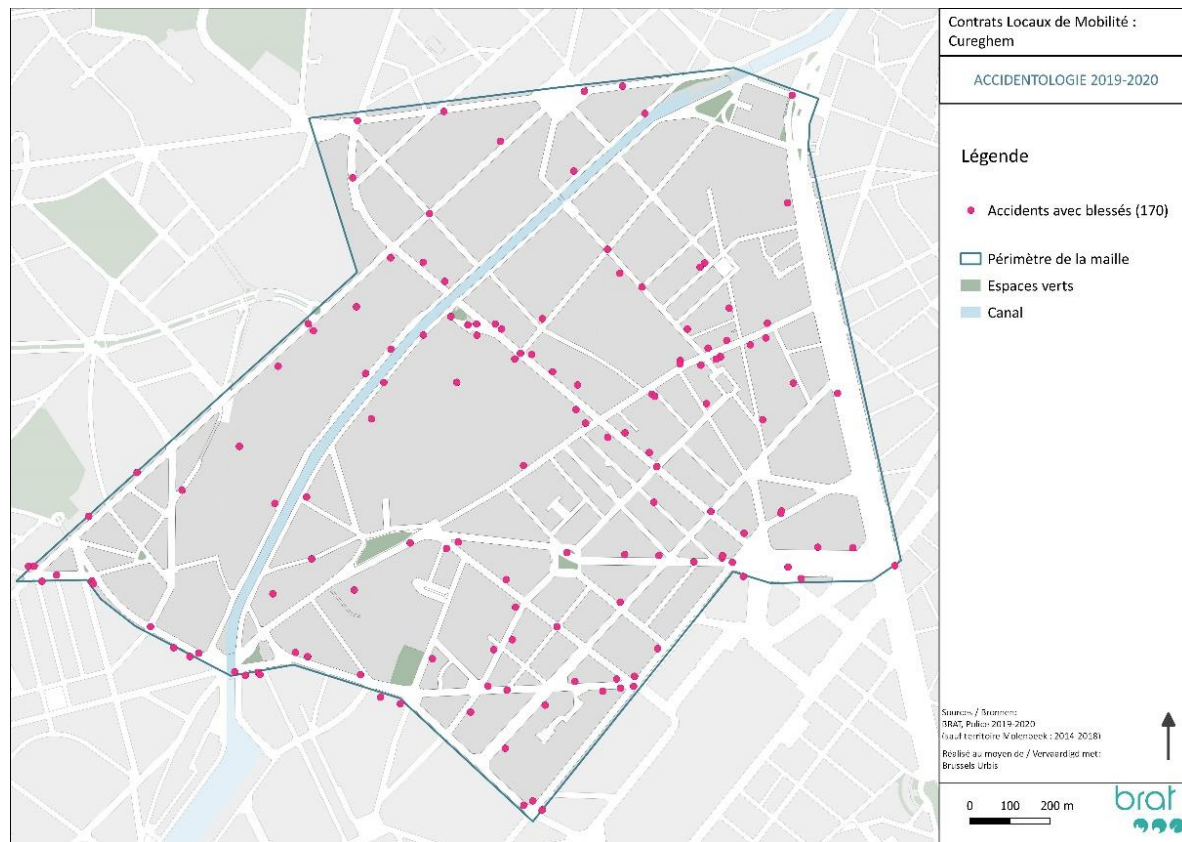 Contrats Locaux de Mobilité :
Cureghem
ACCIDENTOLOGIE 2019-2020
Légende
Accidents avec blessés (170)
Périmètre de la maille
Espaces verts
Canal
Sources / Bronnen:
BRAT, Police 2019-2020
(sauf territoire Molenbeek : 2014-2018)
Réalisé au moyen de / Vervaardigd met:
Brussels Urbis
0 100 200 m
brat